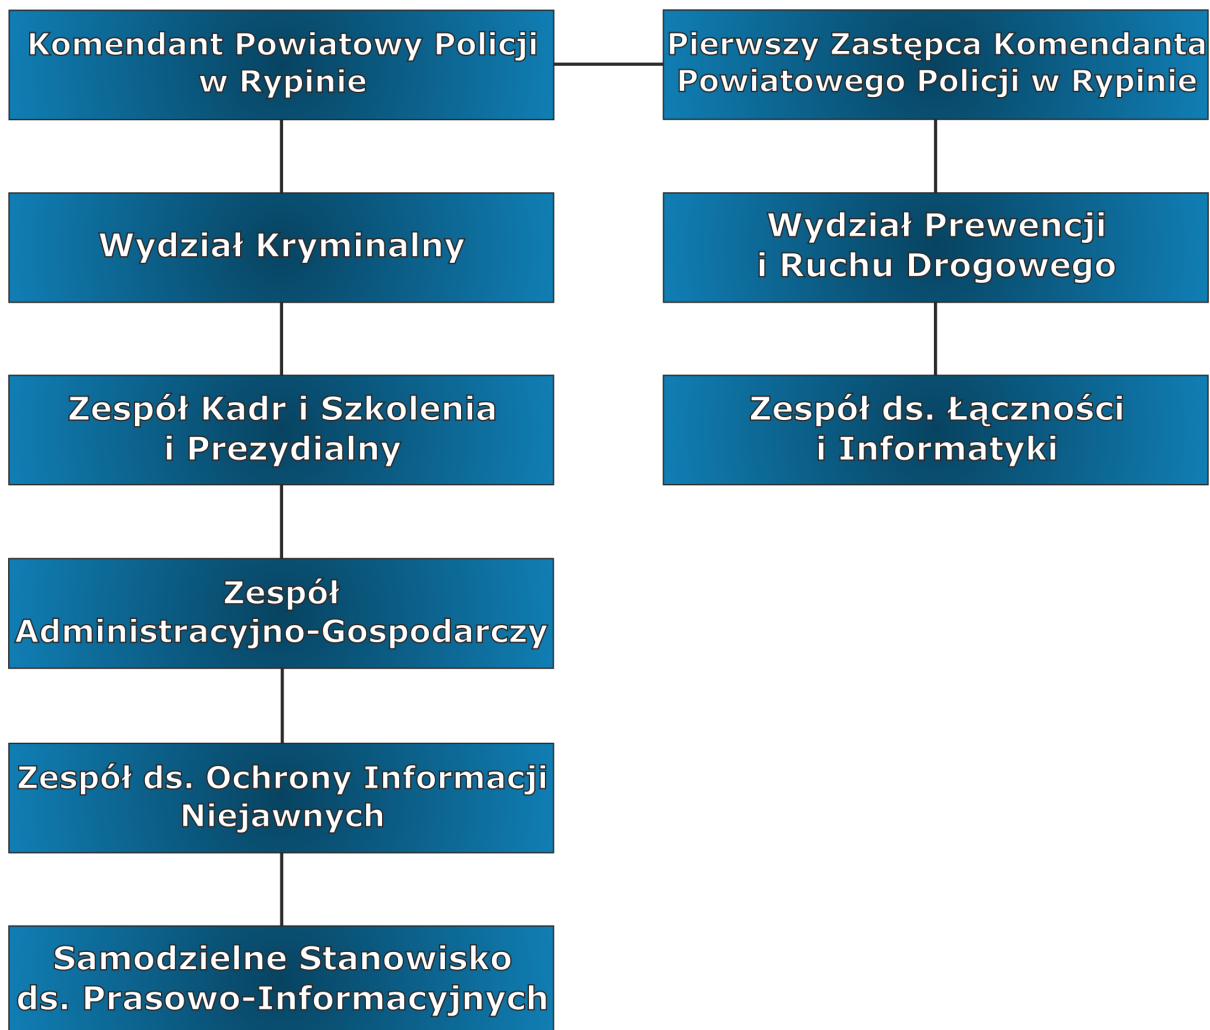 Komendant Powiatowy Policji
w Rypinie
Pierwszy Zastępca Komendanta
Powiatowego Policji w Rypinie
Wydział Kryminalny
Wydział Prewencji
i Ruchu Drogowego
Zespół Kadr i Szkolenia
i Prezydialny
Zespół ds. Łączności
i Informatyki
Zespół
Administracyjno-Gospodarczy
Zespół ds. Ochrony Informacji
Niejawnych
Samodzielne Stanowisko
ds. Prasowo-Informacyjnych